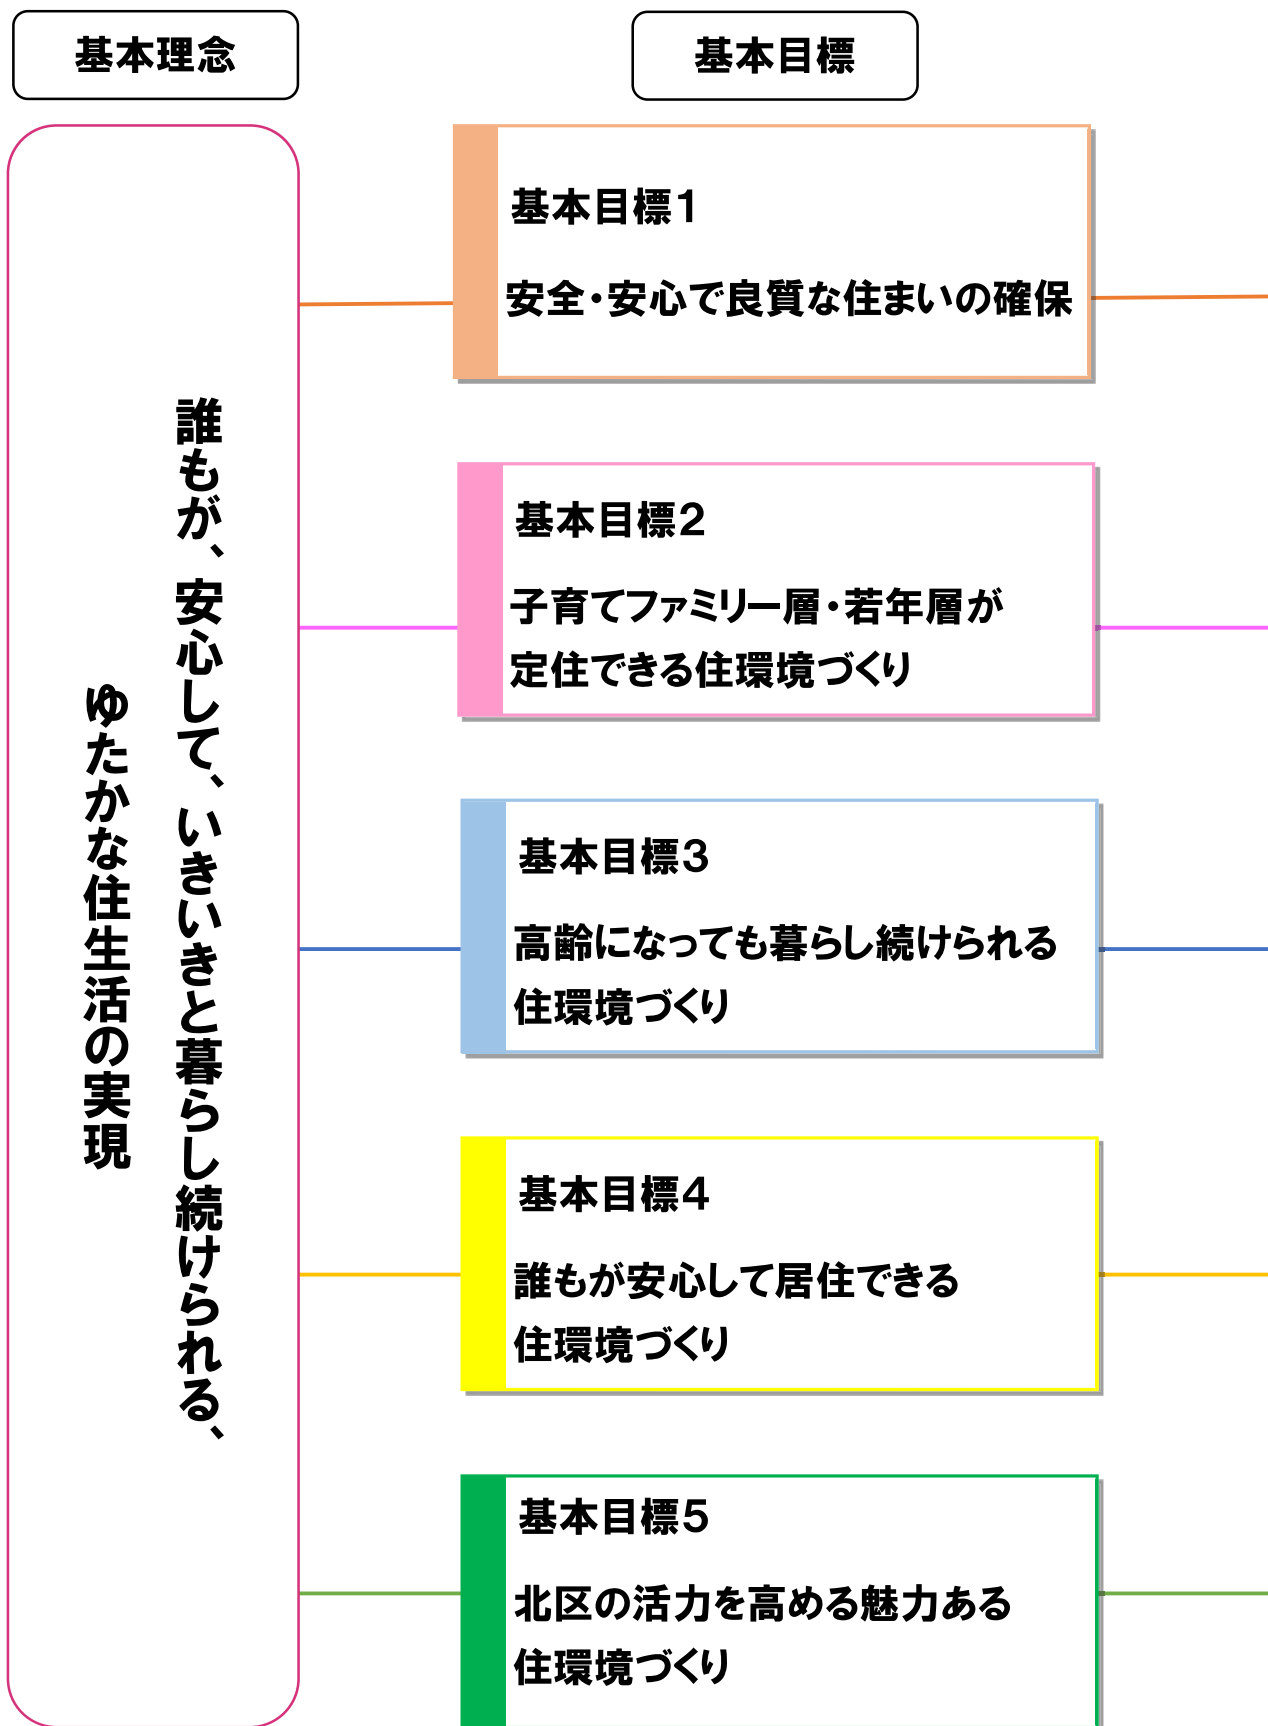 基本理念
基本目標
誰もが、安心して、いきいきと暮らし続けられる、
ゆたかな住生活の実現
基本目標1
安全・安心で良質な住まいの確保
基本目標2
子育てファミリー層・若年層が
定住できる住環境づくり
基本目標3
高齢になっても暮らし続けられる
住環境づくり
基本目標4
誰もが安心して居住できる
住環境づくり
基本目標5
北区の活力を高める魅力ある
住環境づくり